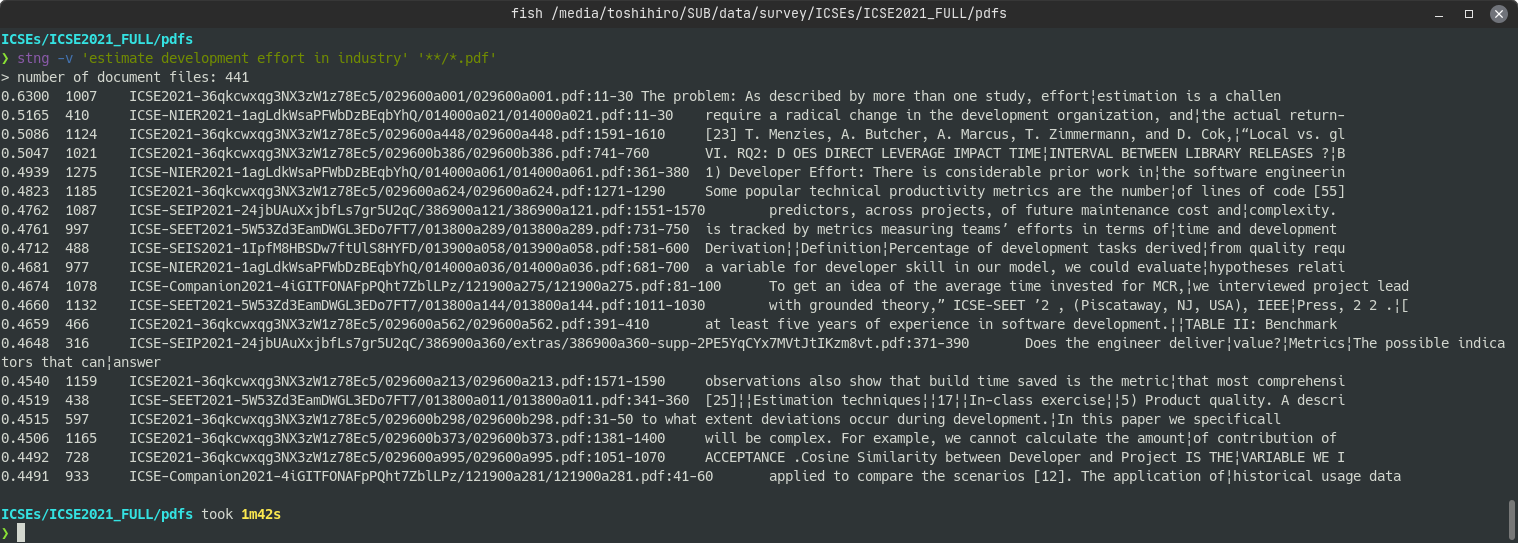 fish /media/toshihiro/SUB/data/survey/ICSEs/ICSE2021_FULL/pdfs
ICSEs/ICSE2021_FULL/pdfs
❯ stng -v 'estimate development effort in industry' '**/*.pdf'
> number of document files: 441
0.6300 1007 ICSE2021-36qkcwxqg3NX3zW1z78Ec5/029600a001/029600a001.pdf:11-30 The problem: As described by more than one study, effort¦estimation is a challen
0.5165 410 ICSE-NIER2021-1agLdkWsaPFWbDzBEqbYhQ/014000a021/014000a021.pdf:11-30 require a radical change in the development organization, and¦the actual return-
0.5086 1124 ICSE2021-36qkcwxqg3NX3zW1z78Ec5/029600a448/029600a448.pdf:1591-1610 [23] T. Menzies, A. Butcher, A. Marcus, T. Zimmermann, and D. Cok,¦“Local vs. gl
0.5047 1021 ICSE2021-36qkcwxqg3NX3zW1z78Ec5/029600b386/029600b386.pdf:741-760 VI. RQ2: D OES DIRECT LEVERAGE IMPACT TIME¦INTERVAL BETWEEN LIBRARY RELEASES ?¦B
0.4939 1275 ICSE-NIER2021-1agLdkWsaPFWbDzBEqbYhQ/014000a061/014000a061.pdf:361-380 1) Developer Effort: There is considerable prior work in¦the software engineerin
0.4823 1185 ICSE2021-36qkcwxqg3NX3zW1z78Ec5/029600a624/029600a624.pdf:1271-1290 Some popular technical productivity metrics are the number¦of lines of code [55]
0.4762 1087 ICSE-SEIP2021-24jbUAuXxjbfLs7gr5U2qC/386900a121/386900a121.pdf:1551-1570 predictors, across projects, of future maintenance cost and¦complexity.
0.4761 997 ICSE-SEET2021-5W53Zd3EamDWGL3EDo7FT7/013800a289/013800a289.pdf:731-750 is tracked by metrics measuring teams’ efforts in terms of¦time and development
0.4712 488 ICSE-SEIS2021-1IpfM8HBSDw7ftUlS8HYFD/013900a058/013900a058.pdf:581-600 Derivation¦¦Definition¦Percentage of development tasks derived¦from quality requ
0.4681 977 ICSE-NIER2021-1agLdkWsaPFWbDzBEqbYhQ/014000a036/014000a036.pdf:681-700 a variable for developer skill in our model, we could evaluate¦hypotheses relati
0.4674 1078 ICSE-Companion2021-4iGITFONAFpPQht7ZblLPz/121900a275/121900a275.pdf:81-100 To get an idea of the average time invested for MCR,¦we interviewed project lead
0.4660 1132 ICSE-SEET2021-5W53Zd3EamDWGL3EDo7FT7/013800a144/013800a144.pdf:1011-1030 with grounded theory,” ICSE-SEET ’2 , (Piscataway, NJ, USA), IEEE¦Press, 2 2 .¦[
0.4659 466 ICSE2021-36qkcwxqg3NX3zW1z78Ec5/029600a562/029600a562.pdf:391-410 at least five years of experience in software development.¦¦TABLE II: Benchmark
0.4648 316 ICSE-SEIP2021-24jbUAuXxjbfLs7gr5U2qC/386900a360/extras/386900a360-supp-2PE5YqCYx7MVtJtIKzm8vt.pdf:371-390 Does the engineer deliver¦value?¦Metrics¦The possible indica
tors that can¦answer
0.4540 1159 ICSE2021-36qkcwxqg3NX3zW1z78Ec5/029600a213/029600a213.pdf:1571-1590 observations also show that build time saved is the metric¦that most comprehensi
0.4519 438 ICSE-SEET2021-5W53Zd3EamDWGL3EDo7FT7/013800a011/013800a011.pdf:341-360 [25]¦¦Estimation techniques¦¦17¦¦In-class exercise¦¦5) Product quality. A descri
0.4515 597 ICSE2021-36qkcwxqg3NX3zW1z78Ec5/029600b298/029600b298.pdf:31-50 to what extent deviations occur during development.¦In this paper we specificall
0.4506 1165 ICSE2021-36qkcwxqg3NX3zW1z78Ec5/029600b373/029600b373.pdf:1381-1400 will be complex. For example, we cannot calculate the amount¦of contribution of
0.4492 728 ICSE2021-36qkcwxqg3NX3zW1z78Ec5/029600a995/029600a995.pdf:1051-1070 ACCEPTANCE .Cosine Similarity between Developer and Project IS THE¦VARIABLE WE I
0.4491 933 ICSE-Companion2021-4iGITFONAFpPQht7ZblLPz/121900a281/121900a281.pdf:41-60 applied to compare the scenarios [12]. The application of¦historical usage data
ICSEs/ICSE2021_FULL/pdfs took 1m42s
❯